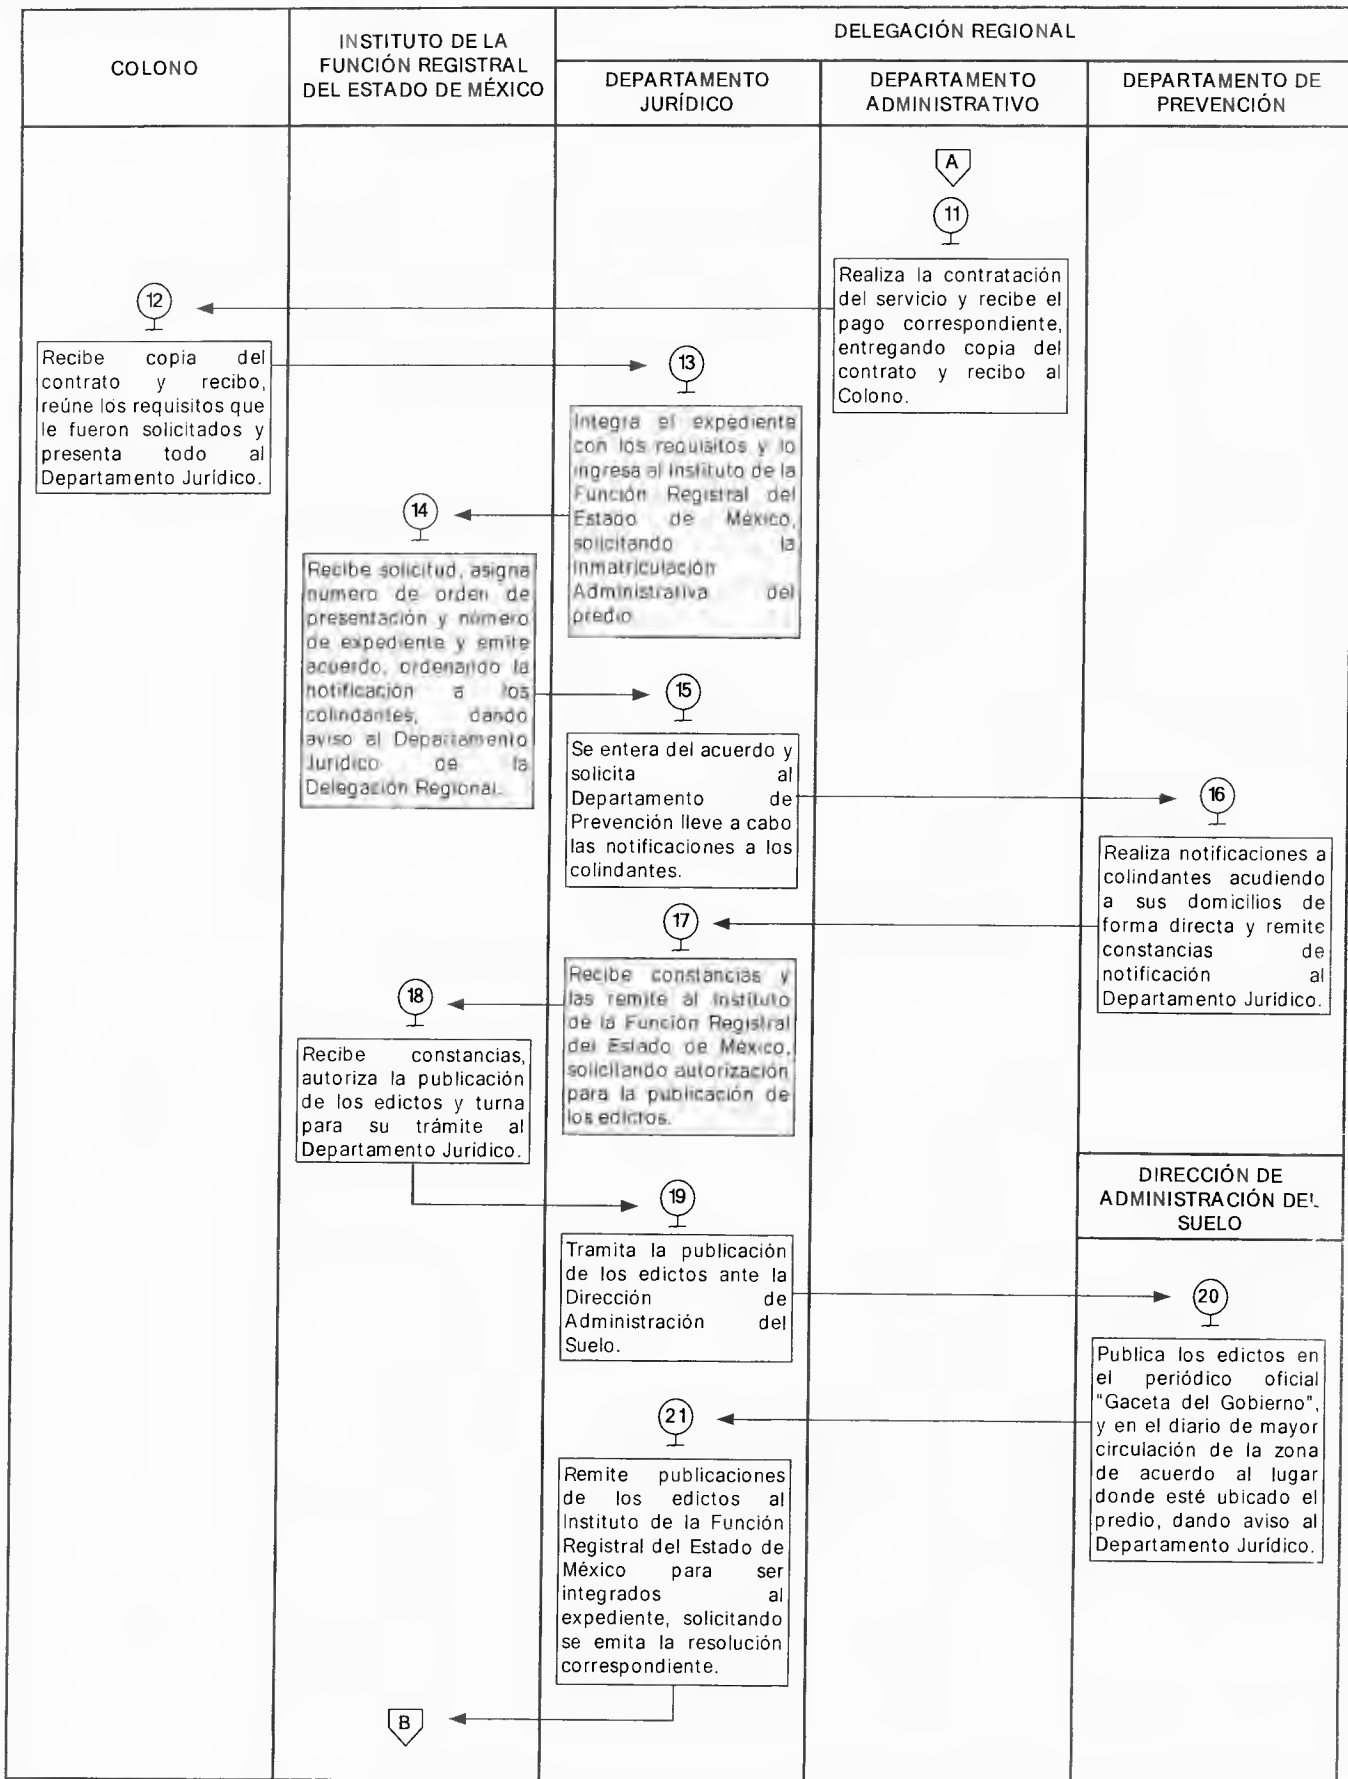 COLONO
INSTITUTO DE LA
FUNCIÓN REGISTRAL
DEL ESTADO DE MÉXICO
DELEGACIÓN REGIONAL
DEPARTAMENTO
JURÍDICO
DEPARTAMENTO
ADMINISTRATIVO
DEPARTAMENTO DE
PREVENCIÓN
A
11
Realiza la contratación
del servicio y recibe el
pago correspondiente,
entregando copia del
contrato y recibo al
Colono.
12
Recibe copia del
contrato y recibo,
reúne los requisitos que
le fueron solicitados y
presenta todo al
Departamento Jurídico.
13
Integra el expediente
con los requisitos y lo
ingresa al Instituto de la
Función Registral del
Estado de México,
solicitando la
Inmatriculación
Administrativa del
predio.
14
Recibe solicitud, asigna
numero de orden de
presentación y número
de expediente y emite
acuerdo, ordenando la
notificación a los
colindantes, dando
aviso al Departamento
Jurídico de la
Delegación Regional.
15
Se entera del acuerdo y
solicita al
Departamento de
Prevención lleve a cabo
las notificaciones a los
colindantes.
16
Realiza notificaciones a
colindantes acudiendo
a sus domicilios de
forma directa y remite
constancias de
notificación al
Departamento Jurídico.
17
Recibe constancias y
las remite al Instituto
de la Función Registral
del Estado de México,
solicitando autorización
para la publicación de
los edictos.
18
Recibe constancias,
autoriza la publicación
de los edictos y turna
para su trámite al
Departamento Jurídico.
DIRECCIÓN DE
ADMINISTRACIÓN DEL
SUELO
19
Tramita la publicación
de los edictos ante la
Dirección de
Administración del
Suelo.
20
Publica los edictos en
el periódico oficial
"Gaceta del Gobierno",
y en el diario de mayor
circulación de la zona
de acuerdo al lugar
donde esté ubicado el
predio, dando aviso al
Departamento Jurídico.
21
Remite publicaciones
de los edictos al
Instituto de la Función
Registral del Estado de
México para ser
integrados al
expediente, solicitando
se emita la resolución
correspondiente.
B